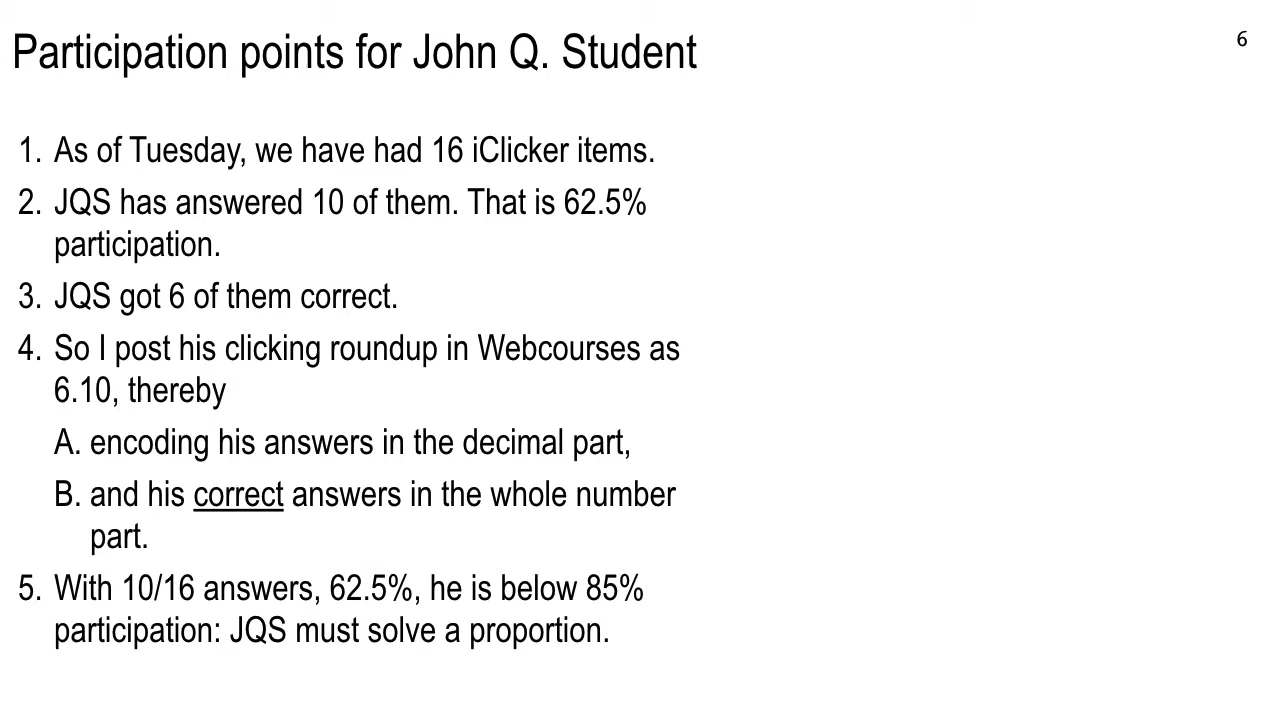 Participation points for John Q. Student
6
1. As of Tuesday, we have had 16 iClicker items.
2. JQS has answered 10 of them. That is 62.5%
participation.
3. JQS got 6 of them correct.
4. So I post his clicking roundup in Webcourses as
6.10, thereby
A. encoding his answers in the decimal part,
B. and his correct answers in the whole number
part.
5. With 10/16 answers, 62.5%, he is below 85%
participation: JQS must solve a proportion.